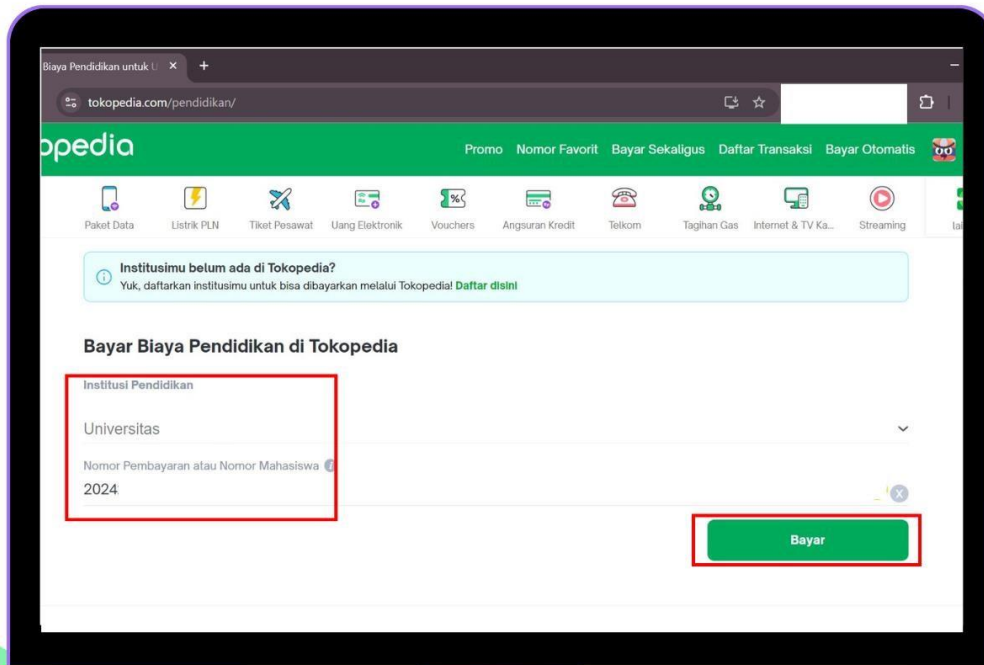 Biaya Pendidikan untuk U
tokopedia.com/pendidikan/
opedia
Promo Nomor Favorit Bayar Sekaligus Daftar Transaksi Bayar Otomatis
Paket Data Listrik PLN Tiket Pesawat Uang Elektronik Vouchers Angsuran Kredit Telkom Tagihan Gas Internet & TV Ka... Streaming lai
Institusimu belum ada di Tokopedia?
Yuk, daftarkan institusimu untuk bisa dibayarkan melalui Tokopedia! Daftar disini
Bayar Biaya Pendidikan di Tokopedia
Institusi Pendidikan
Universitas
Nomor Pembayaran atau Nomor Mahasiswa
2024
Bayar